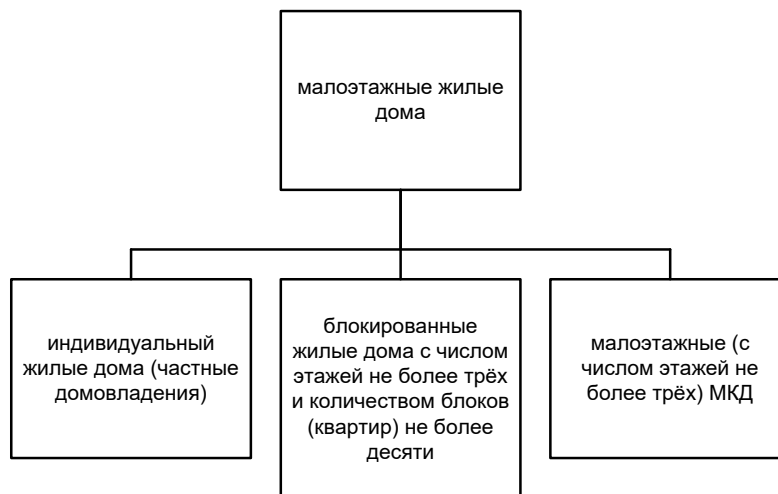 малоэтажные жилые
дома
индивидуальный
жилые дома (частные
домовладения)
блокированные
жилые дома с числом
этажей не более трёх
и количеством блоков
(квартир) не более
десяти
малоэтажные (с
числом этажей не
более трёх) МКД